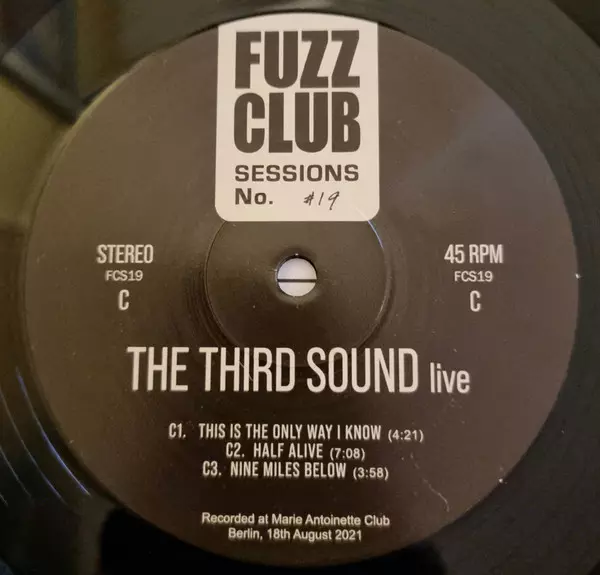 FUZZ
CLUB
SESSIONS
No. #19
STEREO
FCS19
C
45 RPM
FCS19
C
THE THIRD SOUND live
C1. THIS IS THE ONLY WAY I KNOW (4:21)
C2. HALF ALIVE (7:08)
C3. NINE MILES BELOW (3:58)
Recorded at Marie Antoinette Club
Berlin, 18th August 2021